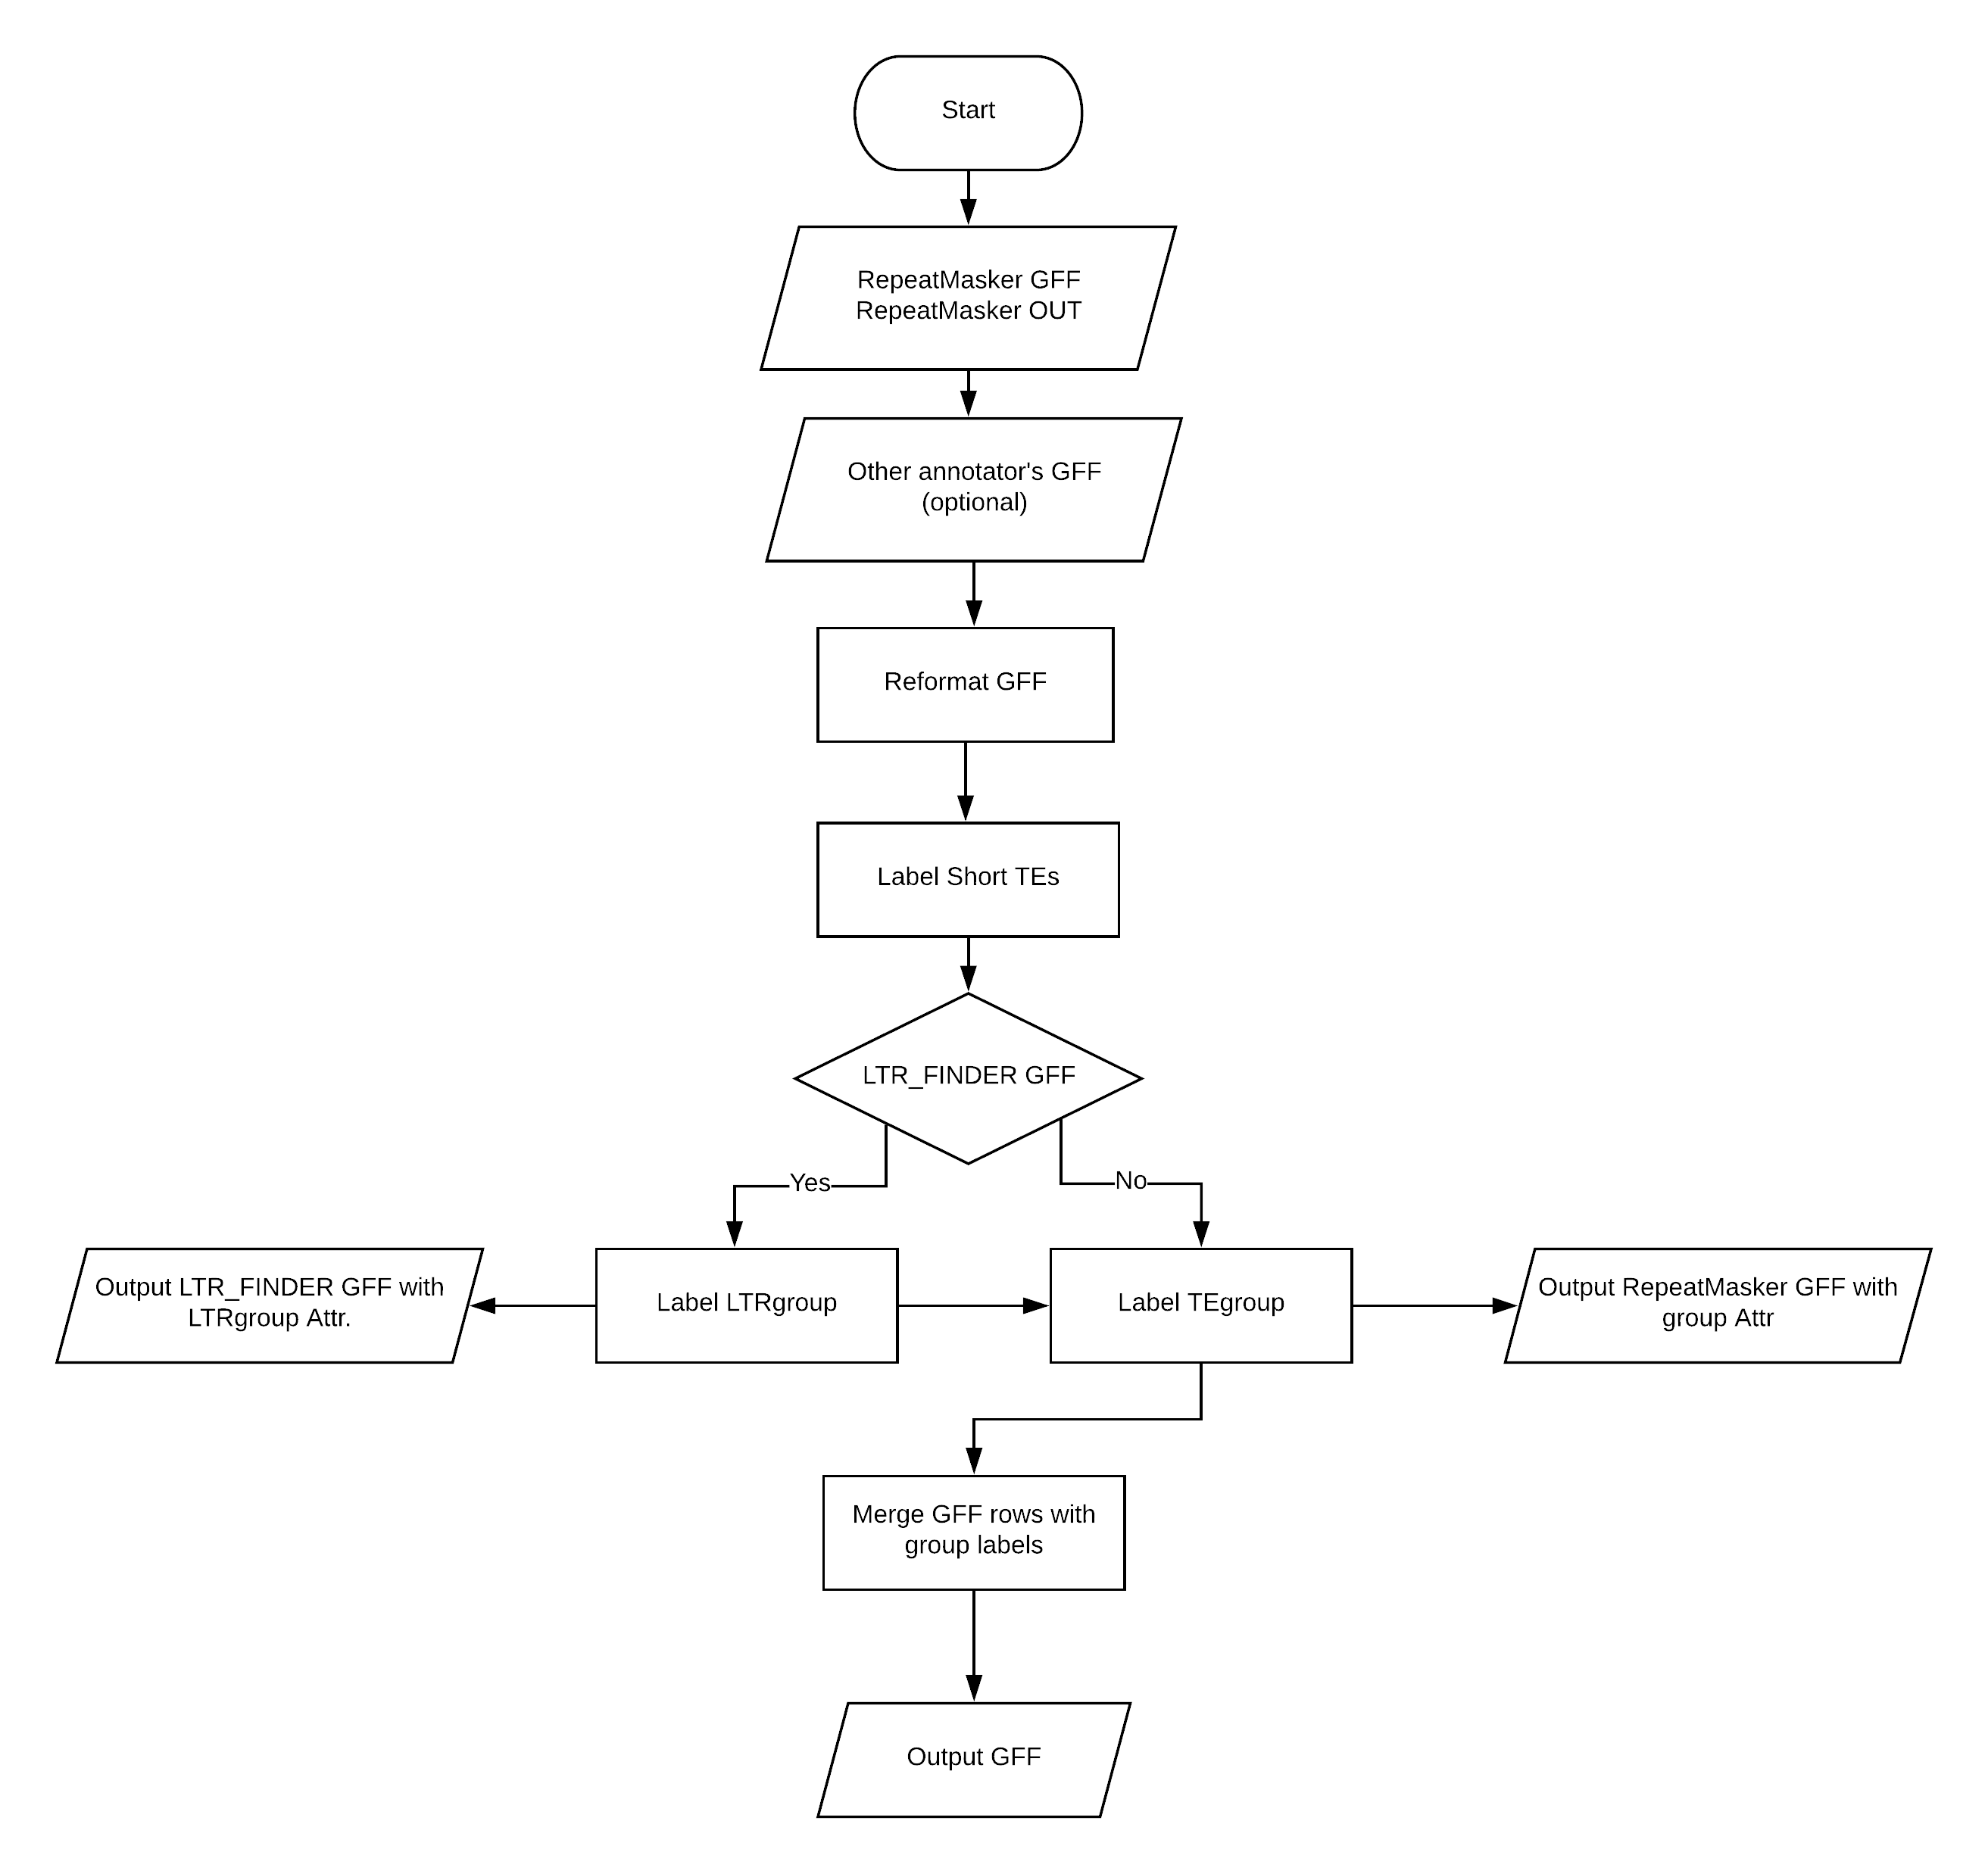 Start
RepeatMasker GFF
RepeatMasker OUT
Other annotator's GFF
(optional)
Reformat GFF
Label Short TEs
LTR_FINDER GFF
Yes
No
Output LTR_FINDER GFF with
LTRgroup Attr.
Label LTRgroup
Label TEgroup
Output RepeatMasker GFF with
group Attr
Merge GFF rows with
group labels
Output GFF